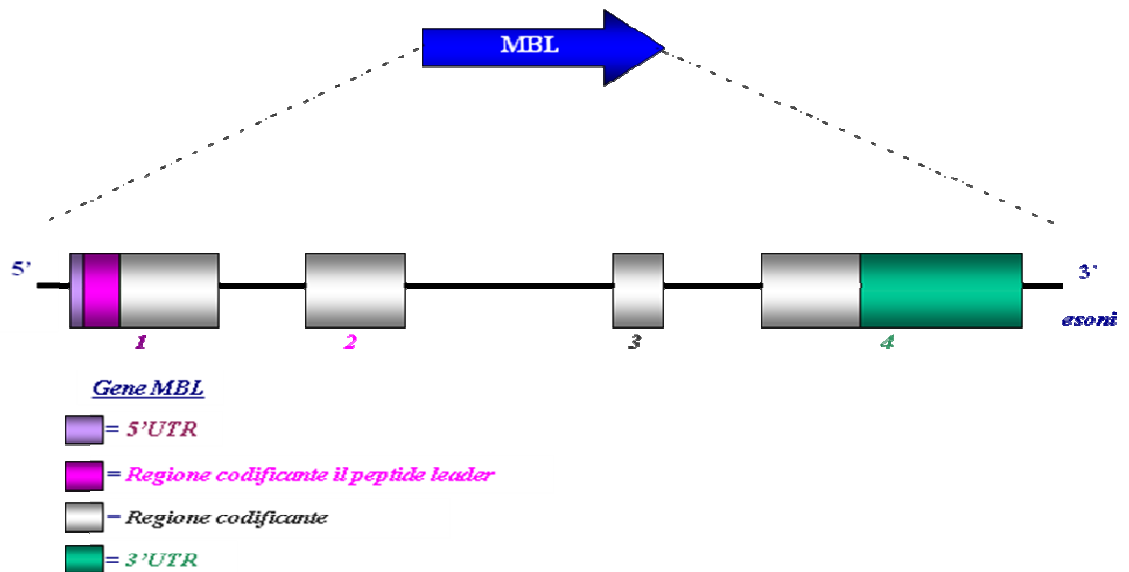 MBL
5’
3’
esoni
1
2
3
4
Gene MBL
= 5’UTR
= Regione codificante il peptide leader
= Regione codificante
= 3’UTR